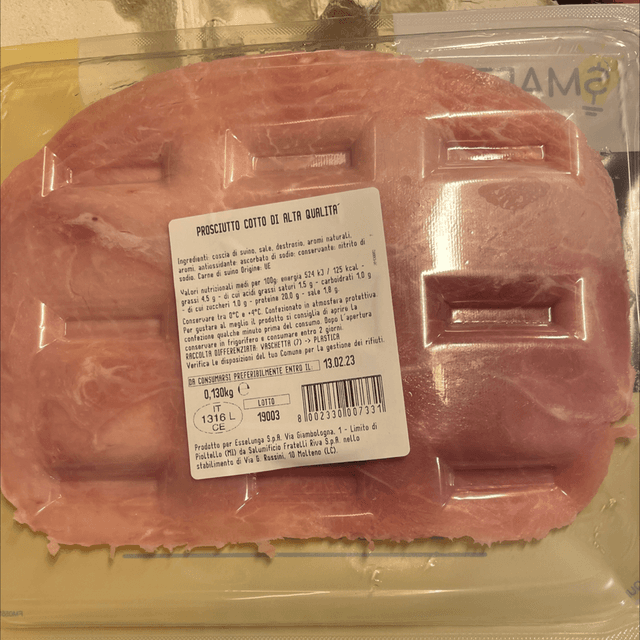 PROSCIUTTO COTTO DI ALTA QUALITA'
Ingredienti: coscia di suino, sale, destrosio, aromi naturali,
aromi, antiossidante: ascorbato di sodio; conservante: nitrito di
sodio. Carne di suino Origine: UE
Valori nutrizionali medi per 100g: energia 524 kJ / 125 kcal -
grassi 4,5 g - di cui acidi grassi saturi 1,5 g - carboidrati 1,0 g
- di cui zuccheri 1,0 g - proteine 20,0 g - sale 1,8 g
Conservare tra 0°C e +4°C. Confezionato in atmosfera protettiva
Per gustare al meglio il prodotto si consiglia di aprire la
confezione qualche minuto prima del consumo. Dopo l'apertura
conservare in frigorifero e consumare entro 2 giorni.
RACCOLTA DIFFERENZIATA: VASCHETTA (7) -> PLASTICA
Verifica le disposizioni del tuo Comune per la gestione dei rifiuti.
DA CONSUMARSI PREFERIBILMENTE ENTRO IL: 13.02.23
0,130kg e
IT
1316 L
CE
LOTTO
19003
8 002330 007331
Prodotto per Esselunga S.p.A. Via Giambologna, 1 - Limito di
Pioltello (MI) da Salumificio Fratelli Riva S.p.A. nello
stabilimento di Via G. Rossini, 10 Molteno (LC).
SMA